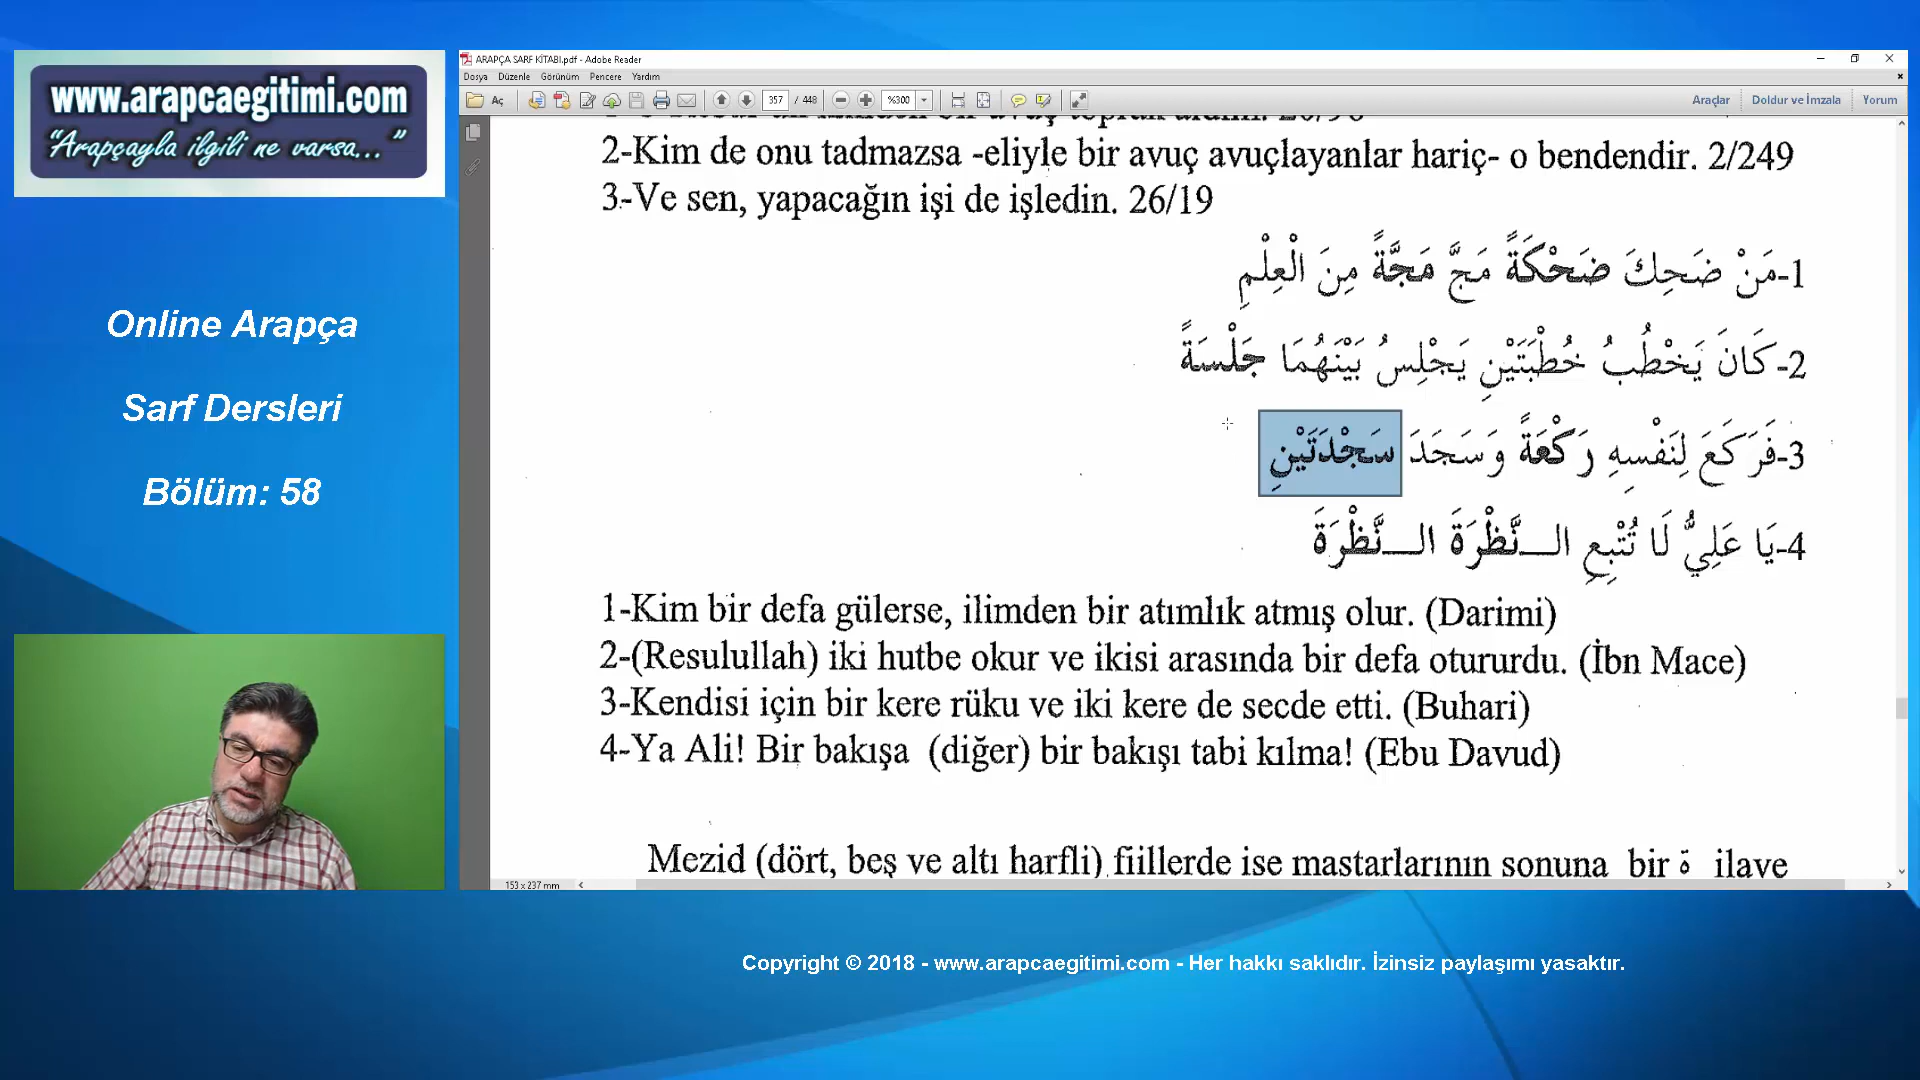 www.arapcaegitimi.com
"Arapçayla ilgili ne varsa..."
Online Arapça
Sarf Dersleri
Bölüm: 58
ARAPÇA SARF KİTABI.pdf - Adobe Reader
Dosya Düzenle Görünüm Pencere Yardım
Aç 357 / 448 %300 Araçlar Doldur ve İmzala Yorum
2-Kim de onu tadmazsa -eliyle bir avuç avuçlayanlar hariç- o bendendir. 2/249
3-Ve sen, yapacağın işi de işledin. 26/19
1-مَنْ ضَحِكَ ضَحْكَةً مَجَّ مَجَّةً مِنَ الْعِلْمِ
2-كَانَ يَخْطُبُ خُطْبَتَيْنِ يَجْلِسُ بَيْنَهُمَا جَلْسَةً
3-فَرَكَعَ لِنَفْسِهِ رَكْعَةً وَسَجَدَ سَجْدَتَيْنِ
4-يَا عَلِيُّ لَا تُتْبِعِ الـنَّظْرَةَ الـنَّظْرَةَ
1-Kim bir defa gülerse, ilimden bir atımlık atmış olur. (Darimi)
2-(Resulullah) iki hutbe okur ve ikisi arasında bir defa otururdu. (İbn Mace)
3-Kendisi için bir kere rüku ve iki kere de secde etti. (Buhari)
4-Ya Ali! Bir bakışa (diğer) bir bakışı tabi kılma! (Ebu Davud)
Mezid (dört, beş ve altı harfli) fiillerde ise mastarlarının sonuna bir ة ilave
153 x 237 mm
Copyright © 2018 - www.arapcaegitimi.com - Her hakkı saklıdır. İzinsiz paylaşımı yasaktır.